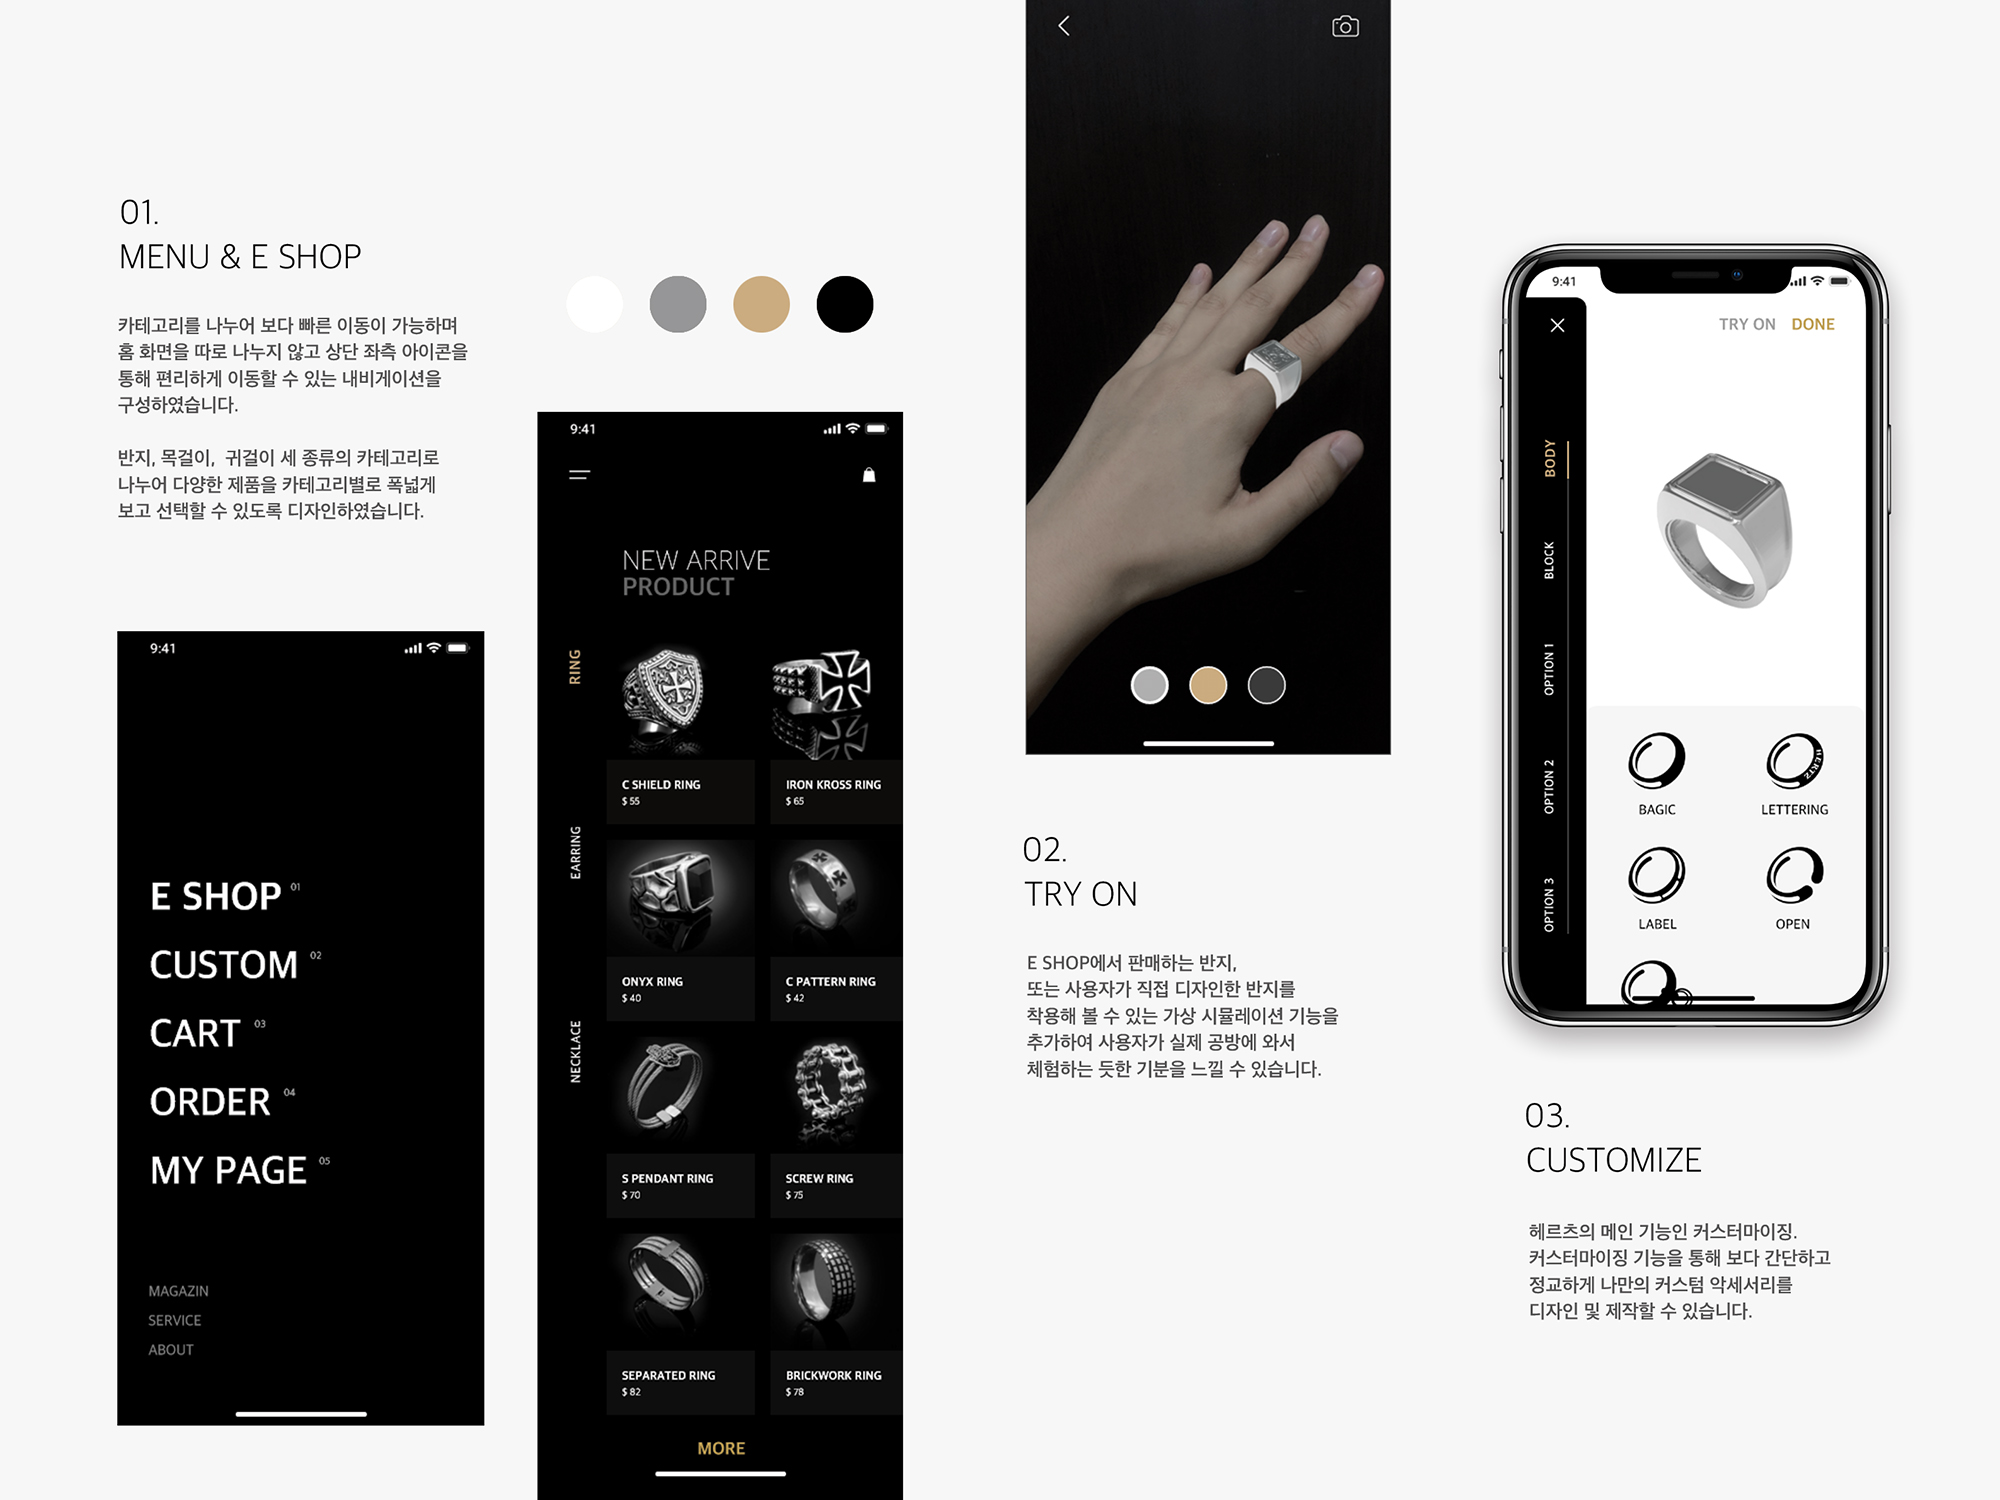 01.
MENU & E SHOP
카테고리를 나누어 보다 빠른 이동이 가능하며
홈 화면을 따로 나누지 않고 상단 좌측 아이콘을
통해 편리하게 이동할 수 있는 내비게이션을
구성하였습니다.
반지, 목걸이, 귀걸이 세 종류의 카테고리로
나누어 다양한 제품을 카테고리별로 폭넓게
보고 선택할 수 있도록 디자인하였습니다.
9:41
E SHOP 01
CUSTOM 02
CART 03
ORDER 04
MY PAGE 05
MAGAZIN
SERVICE
ABOUT
9:41
NEW ARRIVE
PRODUCT
RING
EARRING
NECKLACE
C SHIELD RING
$ 55
IRON KROSS RING
$ 65
ONYX RING
$ 40
C PATTERN RING
$ 42
S PENDANT RING
$ 70
SCREW RING
$ 75
SEPARATED RING
$ 82
BRICKWORK RING
$ 78
MORE
02.
TRY ON
E SHOP에서 판매하는 반지,
또는 사용자가 직접 디자인한 반지를
착용해 볼 수 있는 가상 시뮬레이션 기능을
추가하여 사용자가 실제 공방에 와서
체험하는 듯한 기분을 느낄 수 있습니다.
9:41
TRY ON DONE
BODY
BLOCK
OPTION 1
OPTION 2
OPTION 3
BAGIC
HERTZ
LETTERING
LABEL
OPEN
03.
CUSTOMIZE
헤르츠의 메인 기능인 커스터마이징.
커스터마이징 기능을 통해 보다 간단하고
정교하게 나만의 커스텀 악세서리를
디자인 및 제작할 수 있습니다.